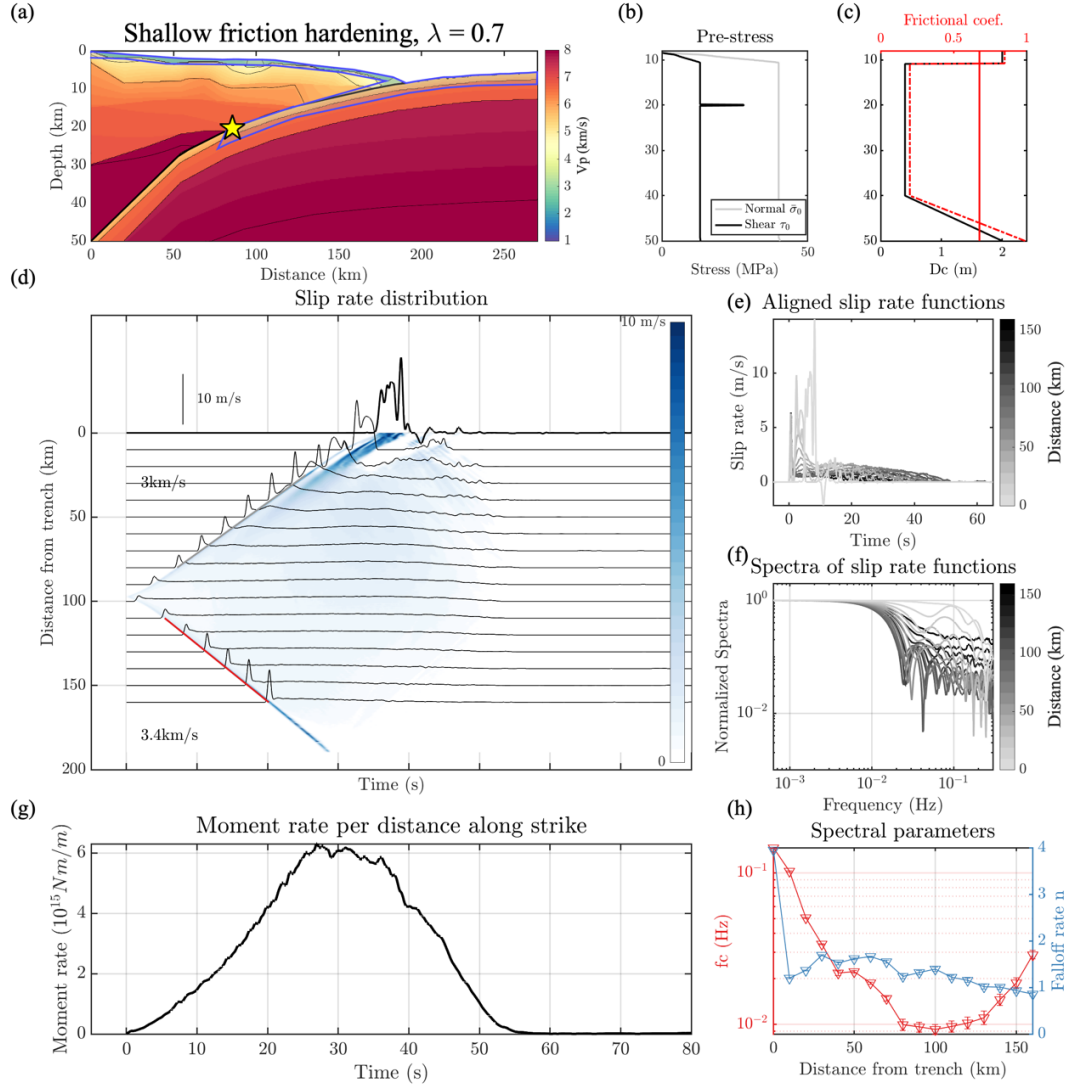 (a)
Shallow friction hardening, λ = 0.7
0
10
20
30
40
50
Depth (km)
0
50
100
150
200
250
Distance (km)
8
7
6
5
4
3
2
1
Vp (km/s)
(b)
Pre-stress
10
20
30
40
50
Normal σ̄₀
Shear τ₀
0
50
Stress (MPa)
(c)
Frictional coef.
0
0.5
1
10
20
30
40
50
0
1
2
Dc (m)
(d)
Slip rate distribution
10 m/s
10 m/s
0
50
100
150
200
Distance from trench (km)
3km/s
3.4km/s
0
Time (s)
(e)
Aligned slip rate functions
10
5
0
Slip rate (m/s)
0
20
40
60
Time (s)
150
100
50
0
Distance (km)
(f)
Spectra of slip rate functions
10⁰
10⁻¹
10⁻²
Normalized Spectra
10⁻³
10⁻²
10⁻¹
Frequency (Hz)
150
100
50
0
Distance (km)
(g)
Moment rate per distance along strike
6
4
2
0
Moment rate (10¹⁵Nm/m)
0
10
20
30
40
50
60
70
80
Time (s)
(h)
Spectral parameters
10⁻¹
10⁻²
fc (Hz)
4
3
2
1
0
Falloff rate n
0
50
100
150
Distance from trench (km)